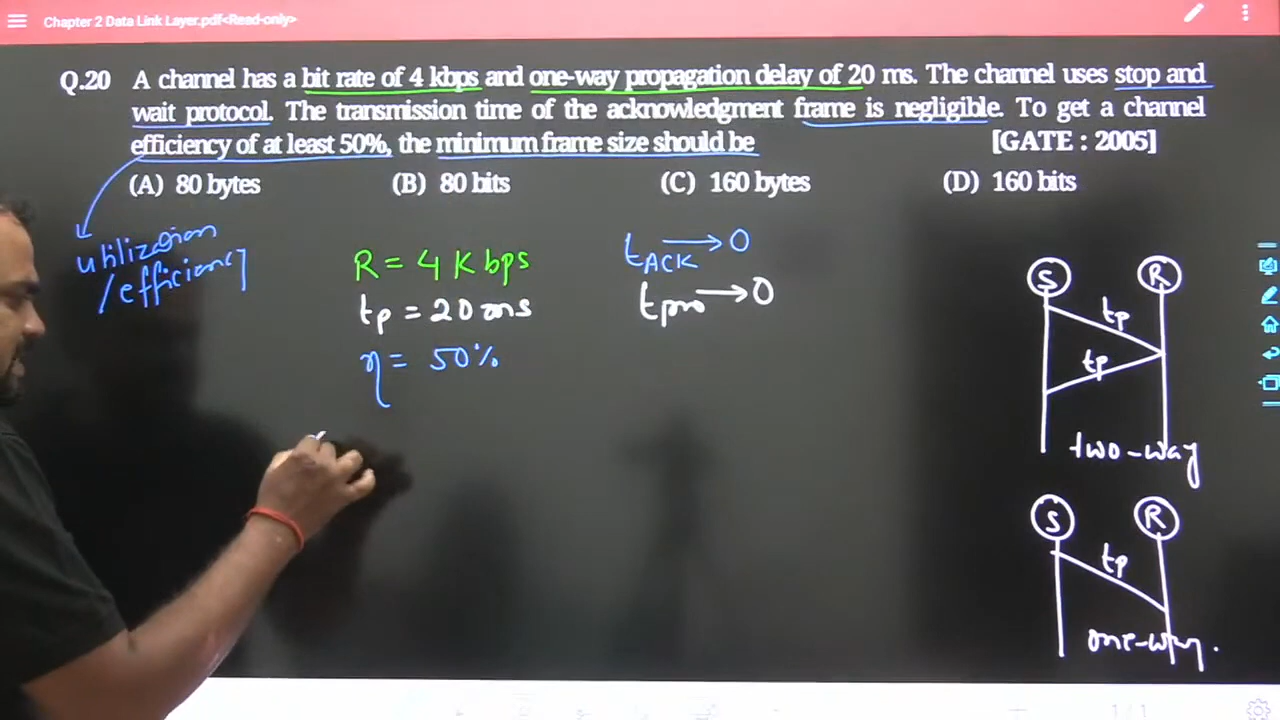 Chapter 2 Data Link Layer.pdf<Read-only>
Q.20 A channel has a bit rate of 4 kbps and one-way propagation delay of 20 ms. The channel uses stop and
wait protocol. The transmission time of the acknowledgment frame is negligible. To get a channel
efficiency of at least 50%, the minimum frame size should be [GATE : 2005]
(A) 80 bytes (B) 80 bits (C) 160 bytes (D) 160 bits
utilization
/efficiency
R = 4 K bps
tp = 20 ms
η = 50%
tACK → 0
tpro → 0
S R
tp
tp
two-way
S R
tp
one-way.
1/1